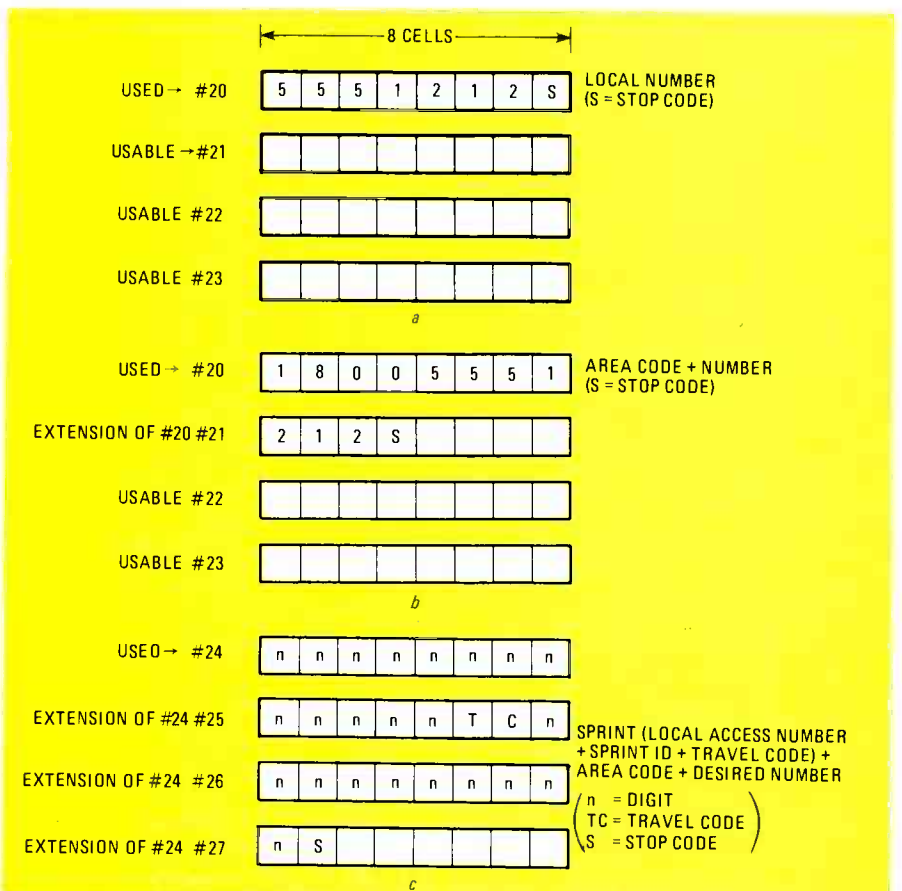 8 CELLS
USED→ #20 5 5 5 1 2 1 2 S LOCAL NUMBER
(S = STOP CODE)
USABLE →#21
USABLE #22
USABLE #23
a
USED→ #20 1 8 0 0 5 5 5 1 AREA CODE + NUMBER
(S = STOP CODE)
EXTENSION OF #20 #21 2 1 2 S
USABLE #22
USABLE #23
b
USED→ #24 n n n n n n n n
EXTENSION OF #24 #25 n n n n n T C n
SPRINT (LOCAL ACCESS NUMBER
+ SPRINT ID + TRAVEL CODE) +
EXTENSION OF #24 #26 n n n n n n n n AREA CODE + DESIRED NUMBER
n = DIGIT
TC = TRAVEL CODE
EXTENSION OF #24 #27 n S S = STOP CODE
c